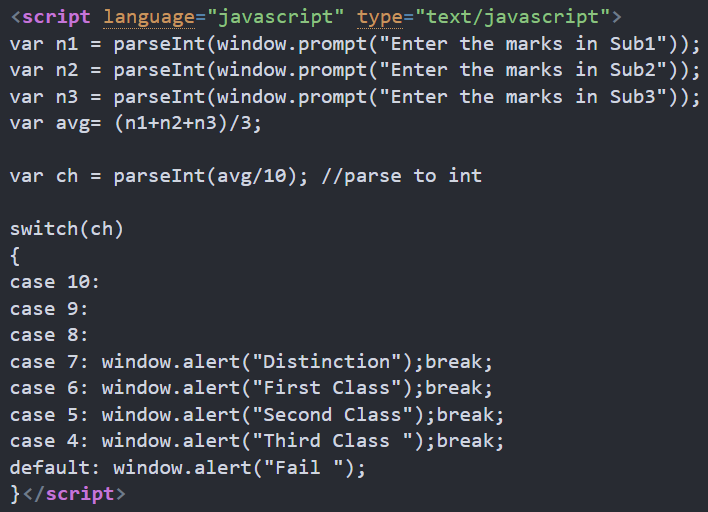 <script language="javascript" type="text/javascript">
var n1 = parseInt(window.prompt("Enter the marks in Sub1"));
var n2 = parseInt(window.prompt("Enter the marks in Sub2"));
var n3 = parseInt(window.prompt("Enter the marks in Sub3"));
var avg= (n1+n2+n3)/3;

var ch = parseInt(avg/10); //parse to int

switch(ch)
{
case 10:
case 9:
case 8:
case 7: window.alert("Distinction");break;
case 6: window.alert("First Class");break;
case 5: window.alert("Second Class");break;
case 4: window.alert("Third Class ");break;
default: window.alert("Fail ");
}</script>